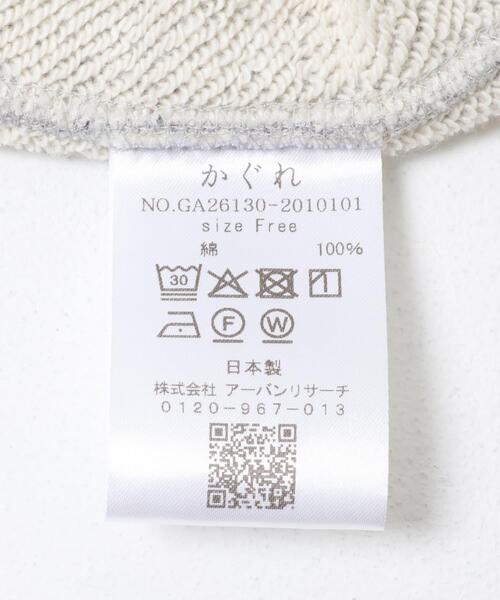 かぐれ
NO.GA26130-2010101
size Free
綿 100%
30
F W
日本製
株式会社 アーバンリサーチ
0120-967-013